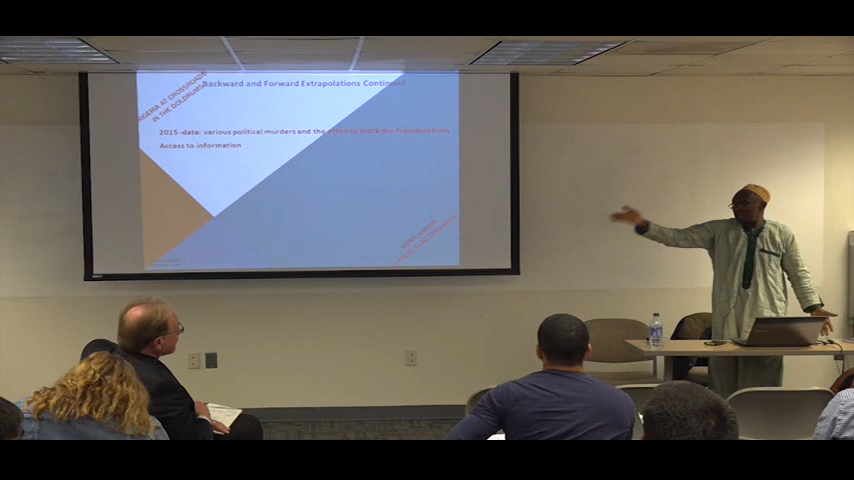 Backward and Forward Extrapolations Continued
NIGERIA AT CROSSROADS
IN THE DOLDRUMS
2015 -date: various political murders and the effort to block the President from
Access to information